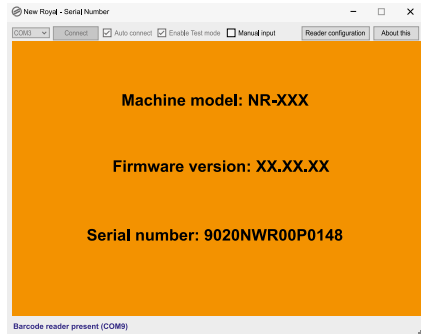 New Royal - Serial Number
COM3 Connect Auto connect Enable Test mode Manual input Reader configuration About this
Machine model: NR-XXX
Firmware version: XX.XX.XX
Serial number: 9020NWR00P0148
Barcode reader present (COM9)